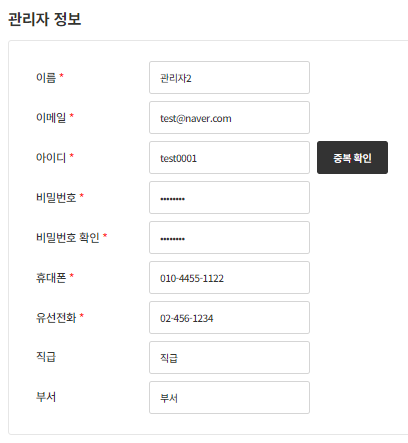 관리자 정보
이름 * 관리자2
이메일 * test@naver.com
아이디 * test0001 중복 확인
비밀번호 * ••••••••
비밀번호 확인 * ••••••••
휴대폰 * 010-4455-1122
유선전화 * 02-456-1234
직급 직급
부서 부서